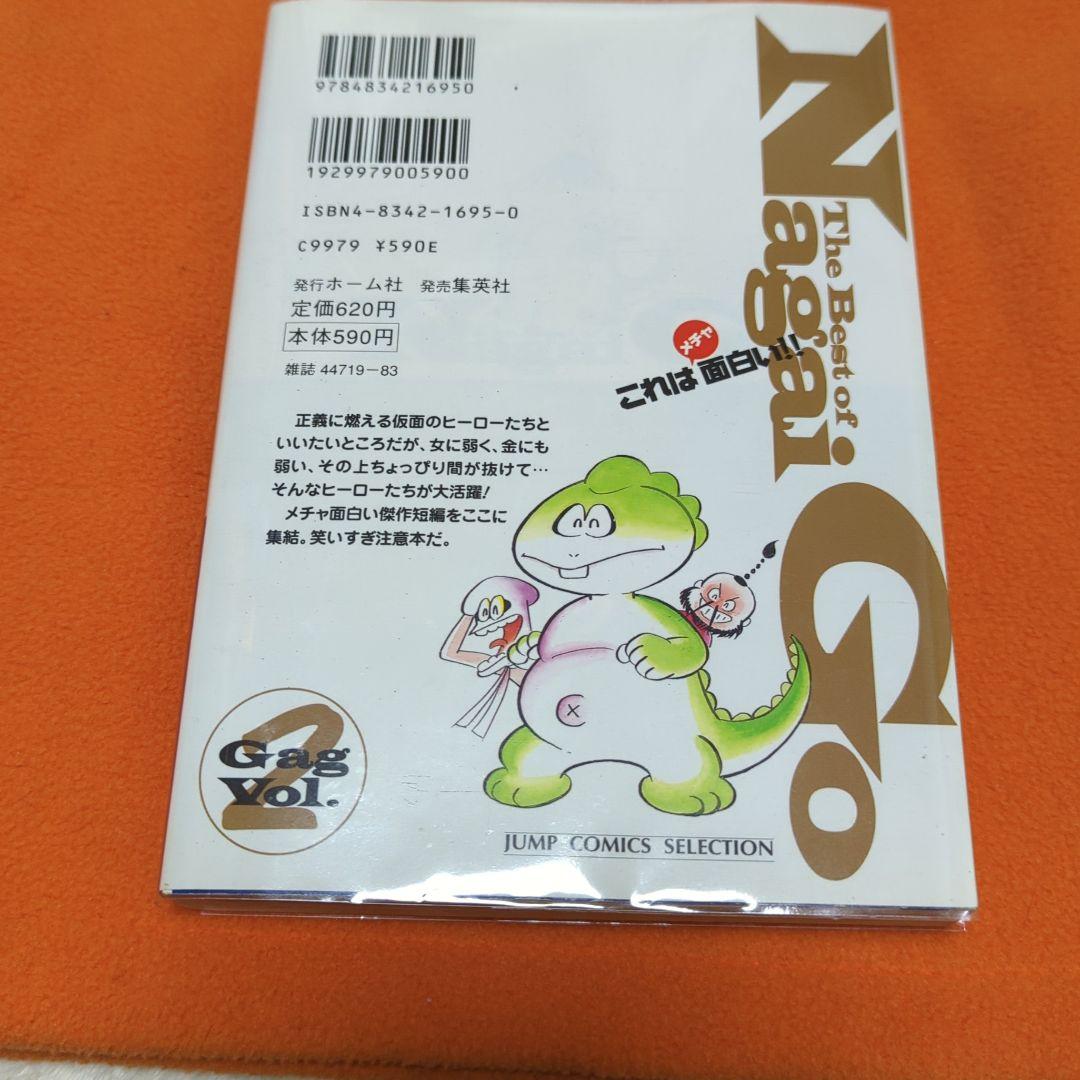 9784834216950
1929979005900
ISBN4-8342-1695-0
C9979 ¥590E
発行ホーム社 発売集英社
定価620円
本体590円
雑誌 44719-83
正義に燃える仮面のヒーローたちと
いいたいところだが、女に弱く、金にも
弱い、その上ちょっぴり間が抜けて…
そんなヒーローたちが大活躍!
メチャ面白い傑作短編をここに
集結。笑いすぎ注意本だ。
The Best of
Nagai Go
メチャ
これは面白い!!
Gag
Vol.
2
JUMP COMICS SELECTION